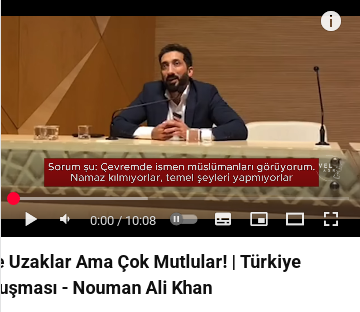 Sorum şu: Çevremde ismen müslümanları görüyorum.
Namaz kılmıyorlar, temel şeyleri yapmıyorlar
0:00 / 10:08
Uzaklar Ama Çok Mutlular! | Türkiye
uşması - Nouman Ali Khan